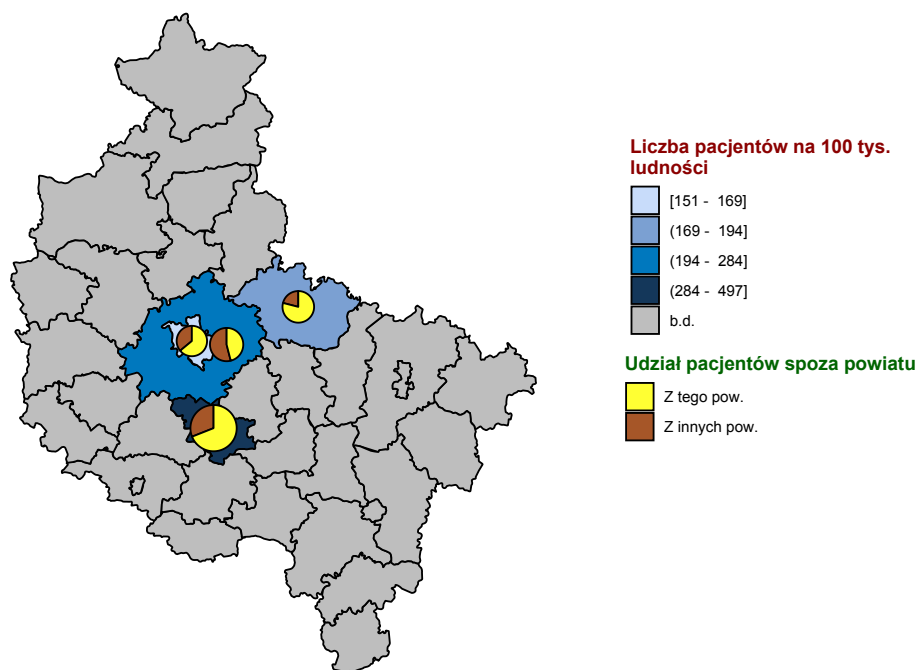 Liczba pacjentów na 100 tys.
ludności
[151 - 169]
(169 - 194]
(194 - 284]
(284 - 497]
b.d.
Udział pacjentów spoza powiatu
Z tego pow.
Z innych pow.